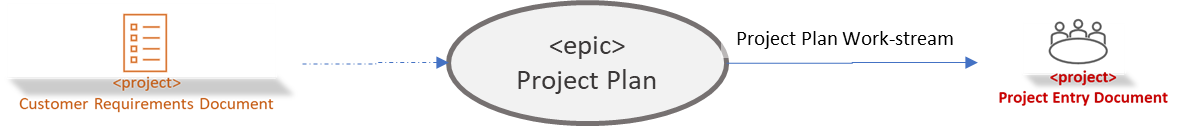 <project>
Customer Requirements Document
<epic>
Project Plan
Project Plan Work-stream
<project>
Project Entry Document